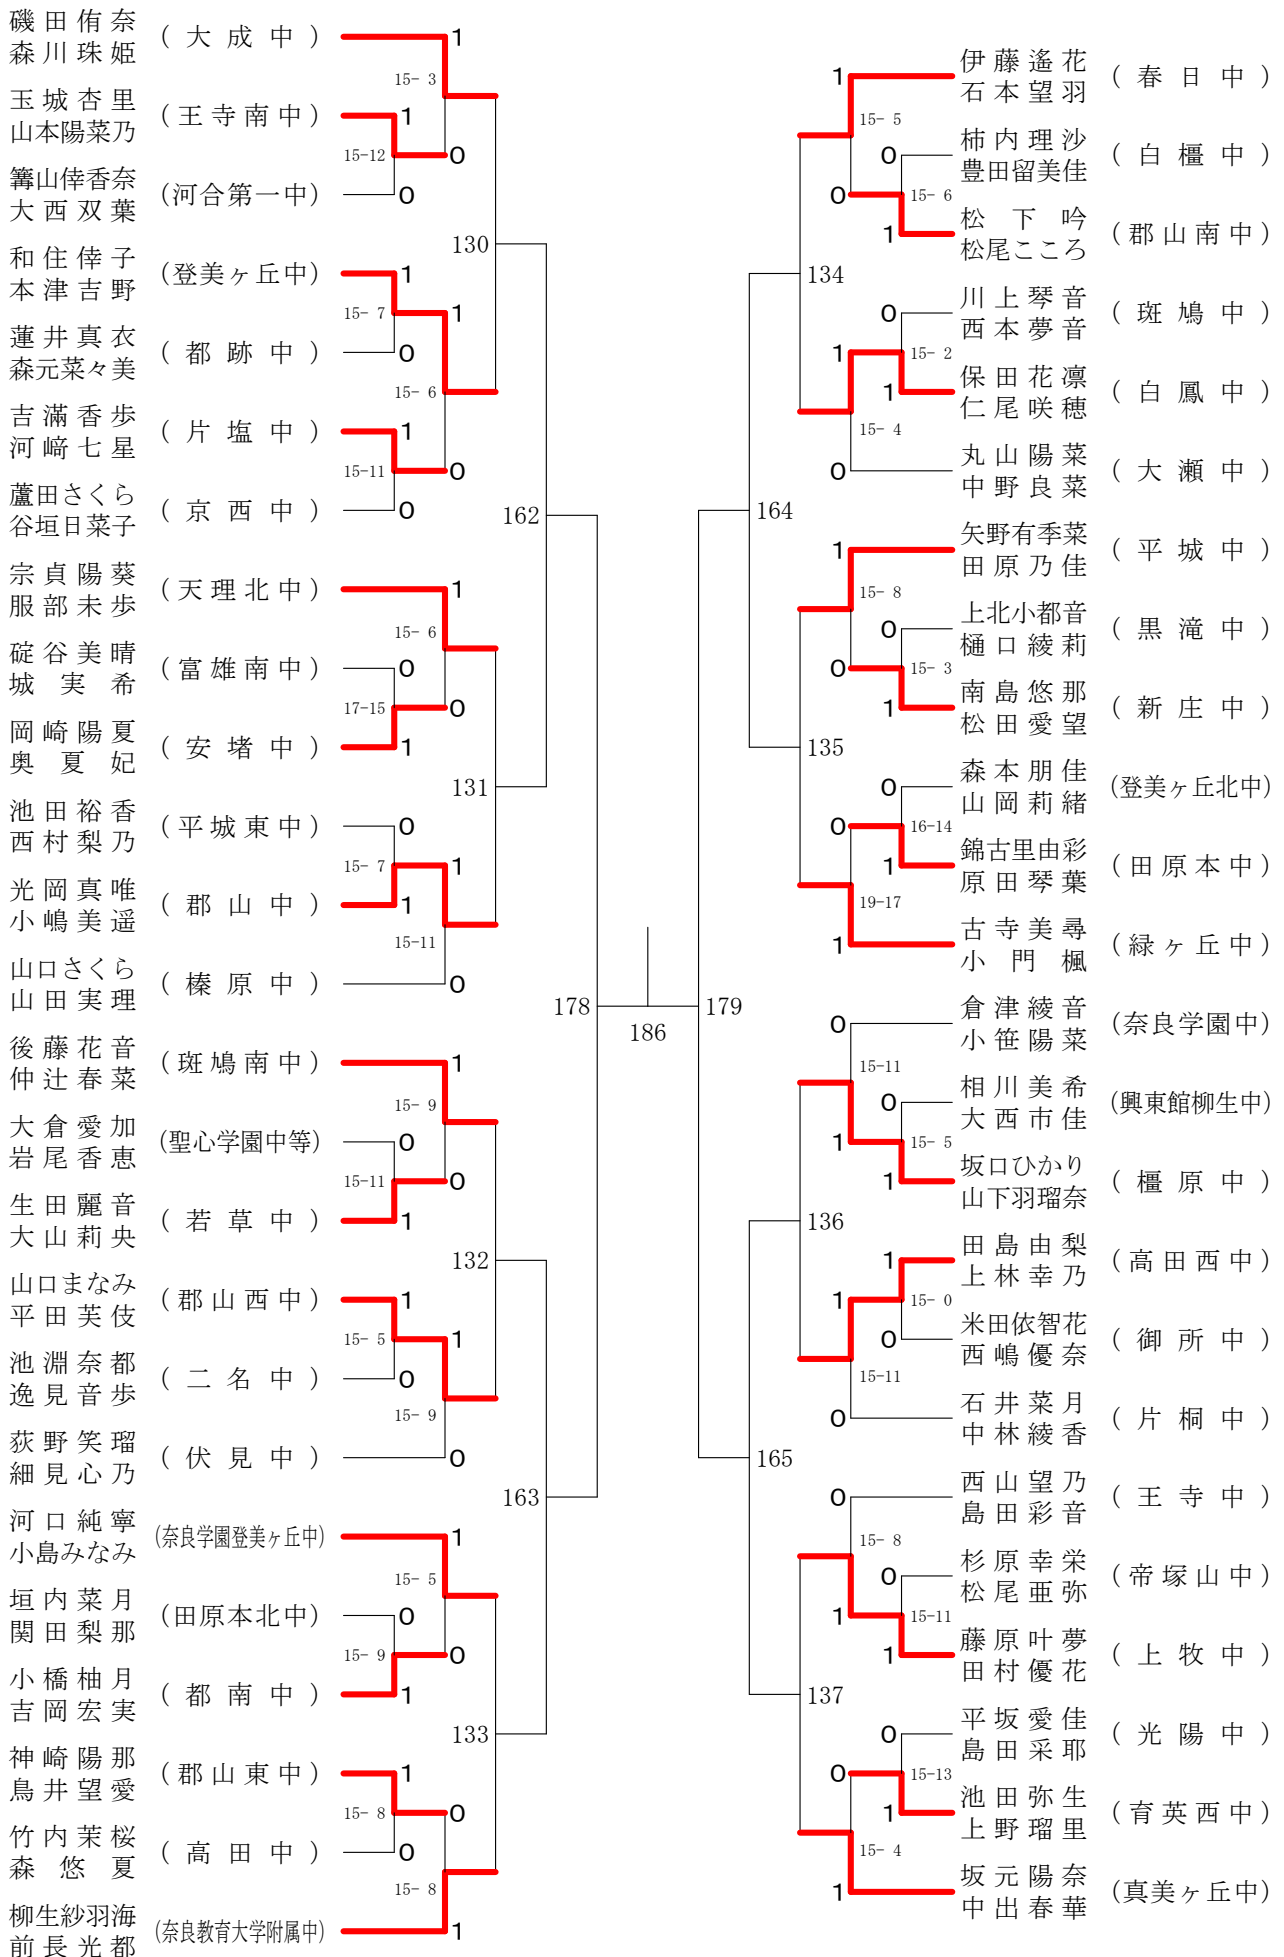 磯田侑奈
森川珠姫
(大成中)
1
15- 3
玉城杏里
山本陽菜乃
(王寺南中)
1
15-12
0
篝山倖香奈
大西双葉
(河合第一中)
0
130
和住倖子
本津吉野
(登美ヶ丘中)
1
15- 7
1
蓮井真衣
森元菜々美
(都跡中)
0
15- 6
吉滿香歩
河﨑七星
(片塩中)
1
15-11
0
蘆田さくら
谷垣日菜子
(京西中)
0
162
宗貞陽葵
服部未歩
(天理北中)
1
15- 6
碇谷美晴
城実希
(富雄南中)
0
17-15
0
岡崎陽夏
奥夏妃
(安堵中)
1
131
池田裕香
西村梨乃
(平城東中)
0
15- 7
1
光岡真唯
小嶋美遥
(郡山中)
1
15-11
山口さくら
山田実理
(榛原中)
0
178
後藤花音
仲辻春菜
(斑鳩南中)
1
15- 9
大倉愛加
岩尾香恵
(聖心学園中等)
0
15-11
0
生田麗音
大山莉央
(若草中)
1
132
山口まなみ
平田芙伎
(郡山西中)
1
15- 5
1
池淵奈都
逸見音歩
(二名中)
0
15- 9
荻野笑瑠
細見心乃
(伏見中)
0
163
河口純寧
小島みなみ
(奈良学園登美ヶ丘中)
1
15- 5
垣内菜月
関田梨那
(田原本北中)
0
15- 9
0
小橋柚月
吉岡宏実
(都南中)
1
133
神崎陽那
鳥井望愛
(郡山東中)
1
15- 8
0
竹内茉桜
森悠夏
(高田中)
0
15- 8
柳生紗羽海
前長光都
(奈良教育大学附属中)
1
186
1
伊藤遙花
石本望羽
(春日中)
15- 5
0
柿内理沙
豊田留美佳
(白橿中)
0
15- 6
1
松下吟
松尾こころ
(郡山南中)
134
0
川上琴音
西本夢音
(斑鳩中)
1
15- 2
1
保田花凛
仁尾咲穂
(白鳳中)
15- 4
0
丸山陽菜
中野良菜
(大瀬中)
164
1
矢野有季菜
田原乃佳
(平城中)
15- 8
0
上北小都音
樋口綾莉
(黒滝中)
0
15- 3
1
南島悠那
松田愛望
(新庄中)
135
0
森本朋佳
山岡莉緒
(登美ヶ丘北中)
0
16-14
1
錦古里由彩
原田琴葉
(田原本中)
19-17
1
古寺美尋
小門楓
(緑ヶ丘中)
179
0
倉津綾音
小笹陽菜
(奈良学園中)
15-11
0
相川美希
大西市佳
(興東館柳生中)
1
15- 5
1
坂口ひかり
山下羽瑠奈
(橿原中)
136
1
田島由梨
上林幸乃
(高田西中)
1
15- 0
0
米田依智花
西嶋優奈
(御所中)
15-11
0
石井菜月
中林綾香
(片桐中)
165
0
西山望乃
島田彩音
(王寺中)
15- 8
0
杉原幸栄
松尾亜弥
(帝塚山中)
1
15-11
1
藤原叶夢
田村優花
(上牧中)
137
0
平坂愛佳
島田采耶
(光陽中)
0
15-13
1
池田弥生
上野瑠里
(育英西中)
15- 4
1
坂元陽奈
中出春華
(真美ヶ丘中)